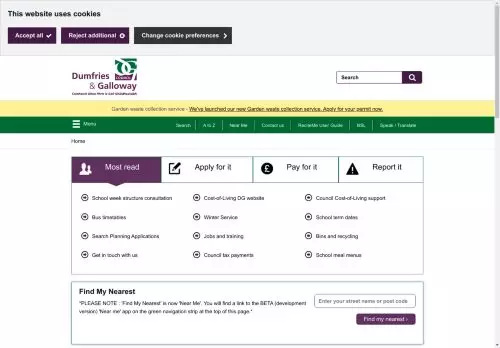 This website uses cookies
Accept all
Reject additional
Change cookie preferences
Dumfries
COUNCIL
& Galloway
Search
Garden waste collection service - We've launched our new Garden waste collection service. Apply for your permit now.
Menu
Search
A to Z
Near Me
Contact us
ReciteMe User Guide
BSL
Speak / Translate
Home
Most read
Apply for it
Pay for it
Report it
School week structure consultation
Cost-of-Living DG website
Council Cost-of-Living support
Bus timetables
Winter Service
School term dates
Search Planning Applications
Jobs and training
Bins and recycling
Get in touch with us
Council tax payments
School meal menus
Find My Nearest
"PLEASE NOTE : 'Find My Nearest' is now 'Near Me'. You will find a link to the BETA (development
version) 'Near me' app on the green navigation strip at the top of this page."
Enter your street name or post code
Find my nearest ›